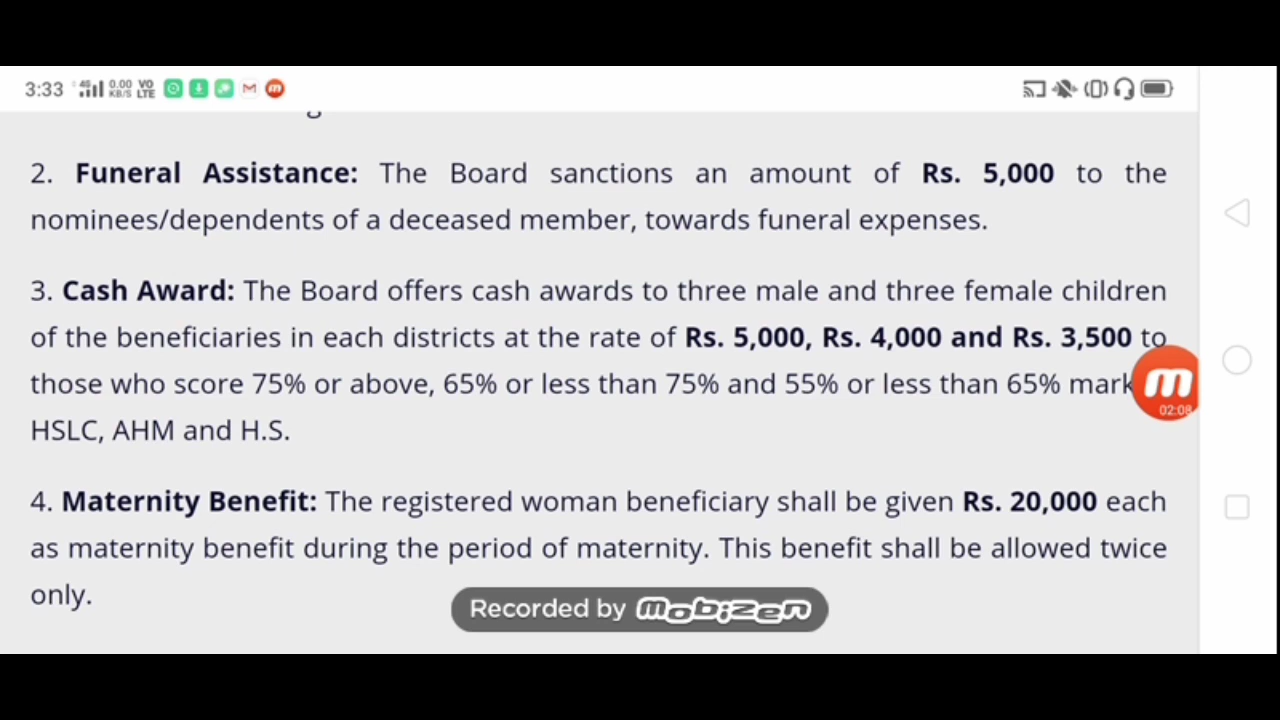 3:33 4G 0.00 KB/S VO LTE
2. Funeral Assistance: The Board sanctions an amount of Rs. 5,000 to the
nominees/dependents of a deceased member, towards funeral expenses.
3. Cash Award: The Board offers cash awards to three male and three female children
of the beneficiaries in each districts at the rate of Rs. 5,000, Rs. 4,000 and Rs. 3,500 to
those who score 75% or above, 65% or less than 75% and 55% or less than 65% mark
02:08
HSLC, AHM and H.S.
4. Maternity Benefit: The registered woman beneficiary shall be given Rs. 20,000 each
as maternity benefit during the period of maternity. This benefit shall be allowed twice
only.
Recorded by mobizen